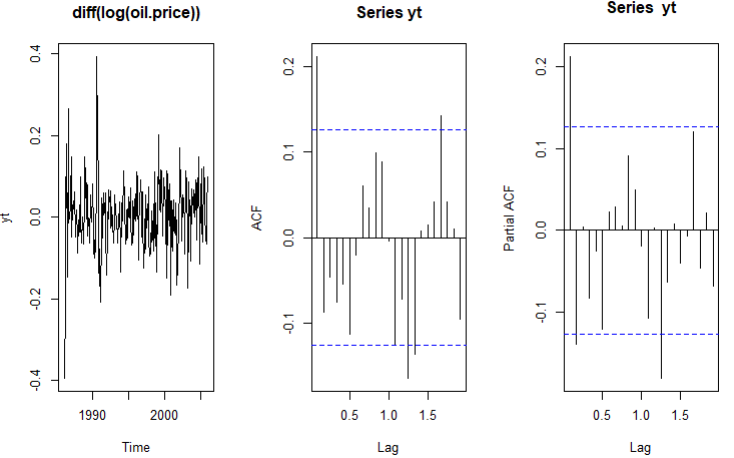 diff(log(oil.price))
yt
-0.4 -0.2 0.0 0.2 0.4
1990 2000
Time
Series yt
ACF
-0.1 0.0 0.1 0.2
0.5 1.0 1.5
Lag
Series yt
Partial ACF
-0.1 0.0 0.1 0.2
0.5 1.0 1.5
Lag